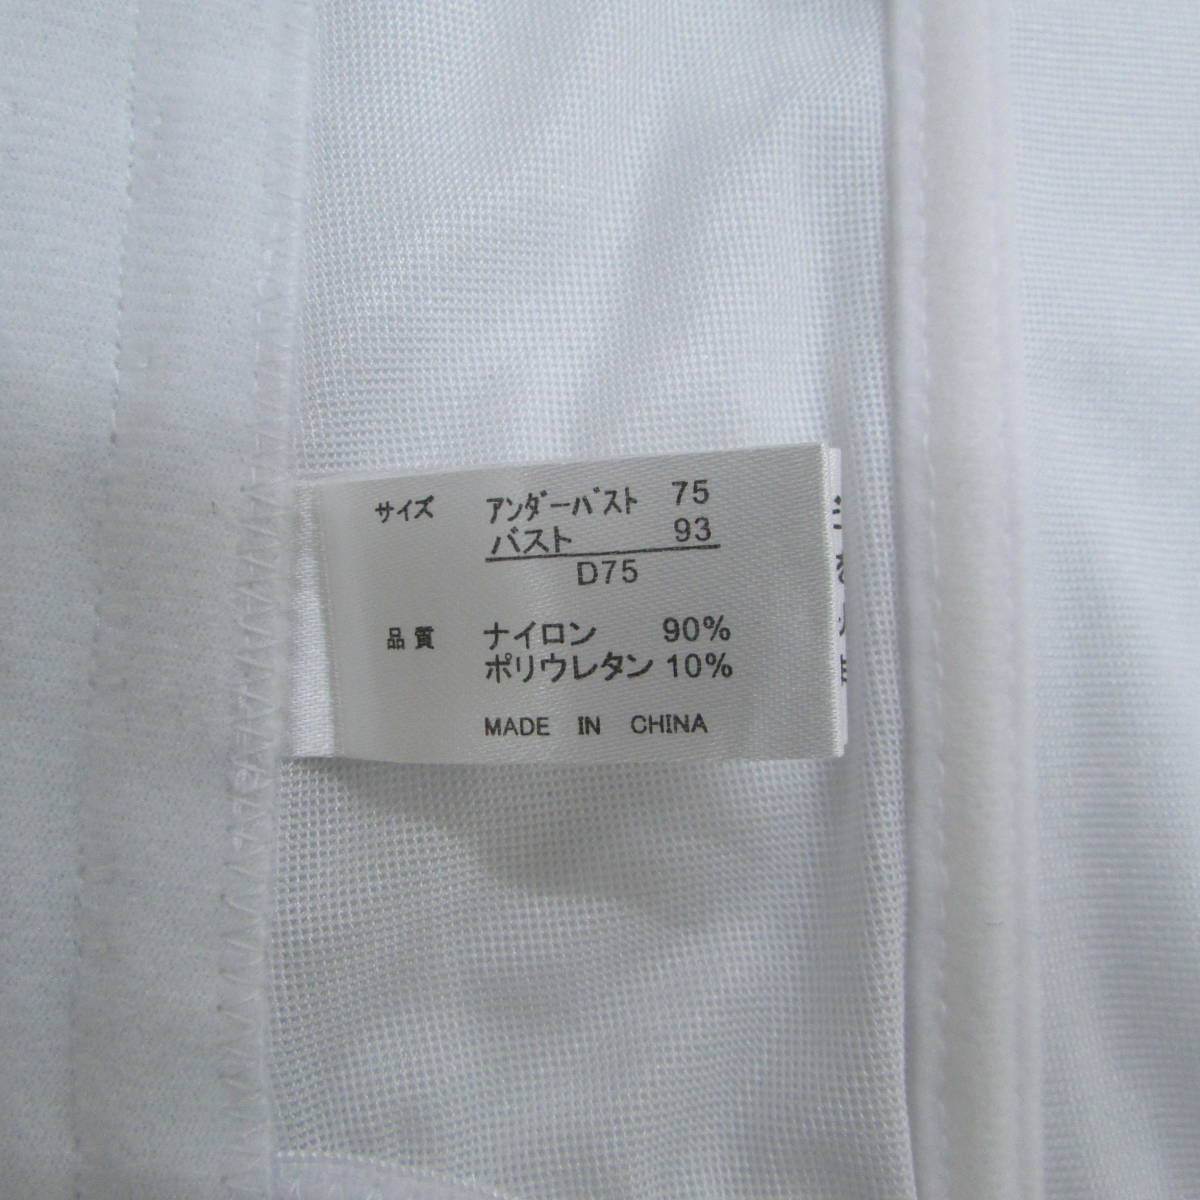 サイズ アンダーバスト 75
バスト 93
D75
品質 ナイロン 90%
ポリウレタン 10%
MADE IN CHINA